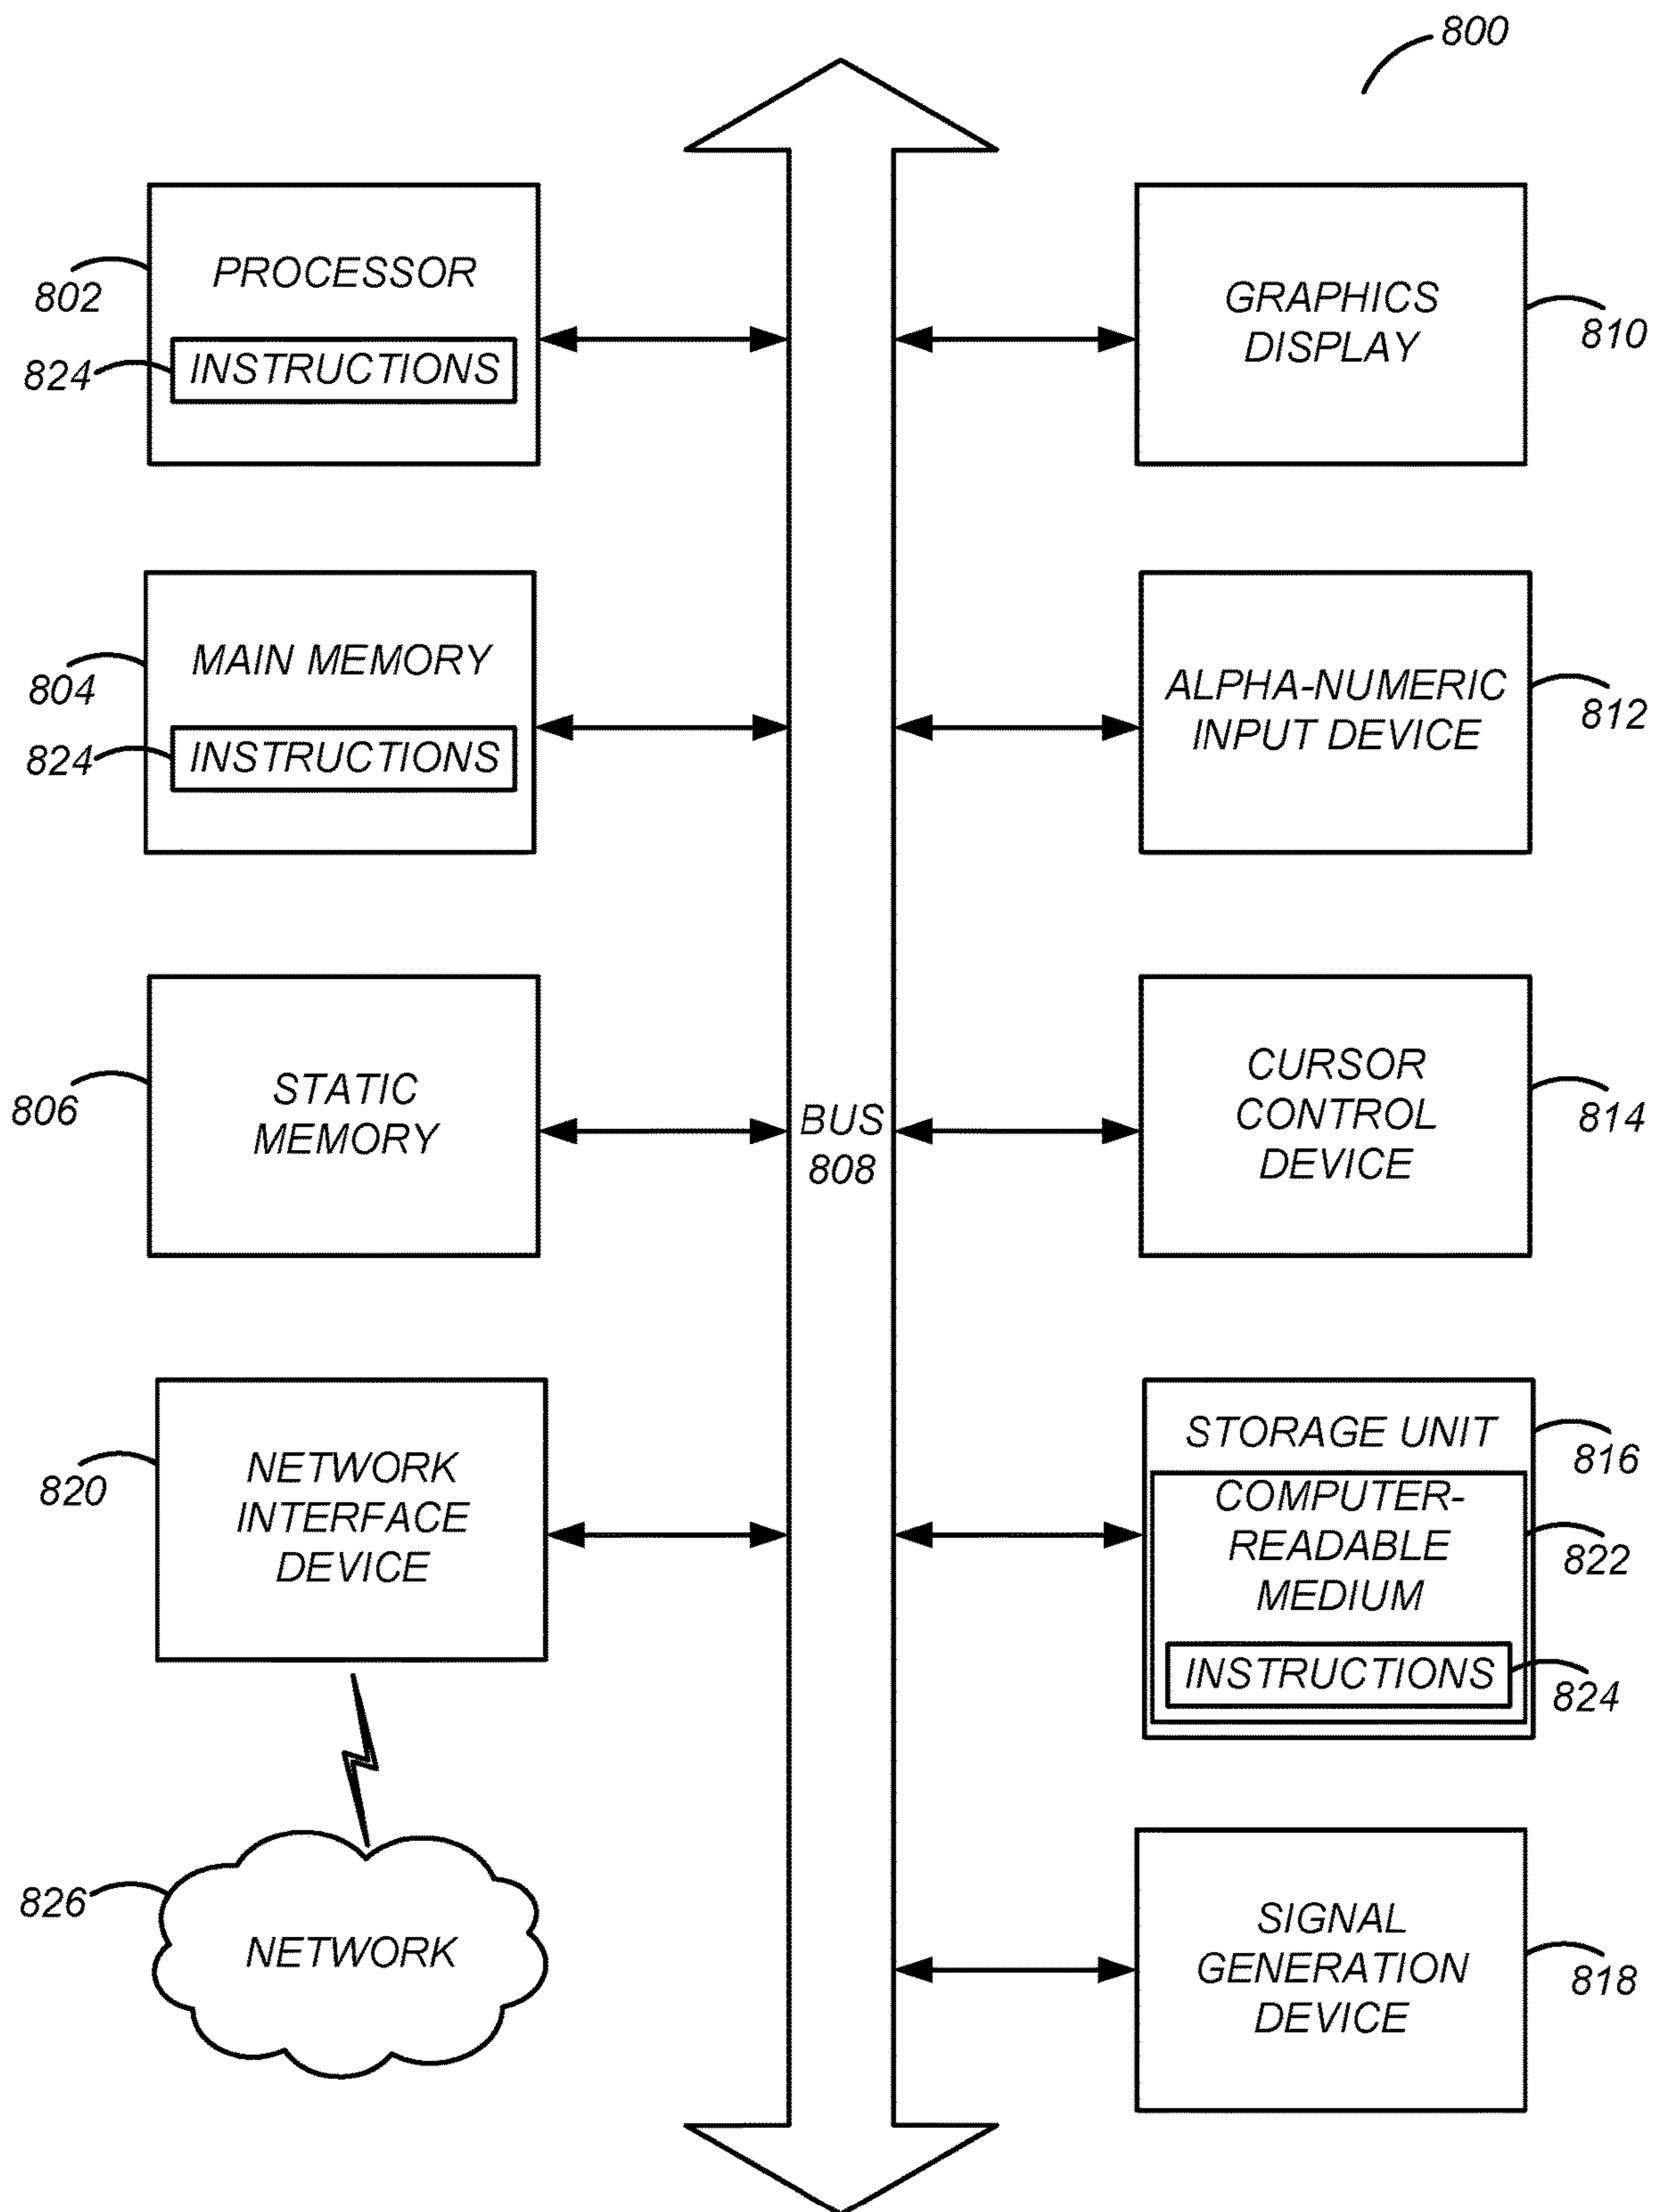 800
PROCESSOR
802
824
INSTRUCTIONS
GRAPHICS
DISPLAY
810
MAIN MEMORY
804
824
INSTRUCTIONS
ALPHA-NUMERIC
INPUT DEVICE
812
STATIC
MEMORY
806
BUS
808
CURSOR
CONTROL
DEVICE
814
NETWORK
INTERFACE
DEVICE
820
STORAGE UNIT
816
COMPUTER-
READABLE
MEDIUM
822
INSTRUCTIONS
824
826
NETWORK
SIGNAL
GENERATION
DEVICE
818